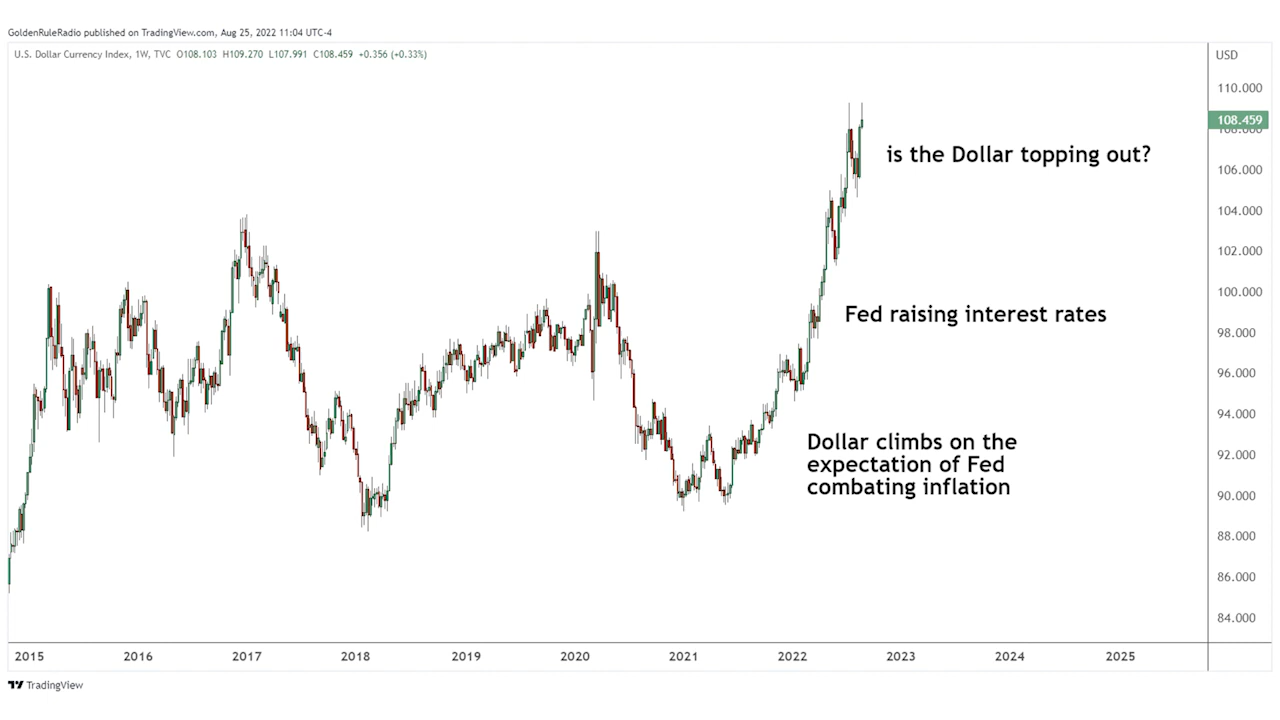 GoldenRuleRadio published on TradingView.com, Aug 25, 2022 11:04 UTC-4
U.S. Dollar Currency Index, 1W, TVC O108.103 H109.270 L107.991 C108.459 +0.356 (+0.33%)
USD
110.000
108.459
108.000
is the Dollar topping out?
106.000
104.000
102.000
100.000
Fed raising interest rates
98.000
96.000
94.000
Dollar climbs on the
expectation of Fed
combating inflation
92.000
90.000
88.000
86.000
84.000
2015 2016 2017 2018 2019 2020 2021 2022 2023 2024 2025
TradingView